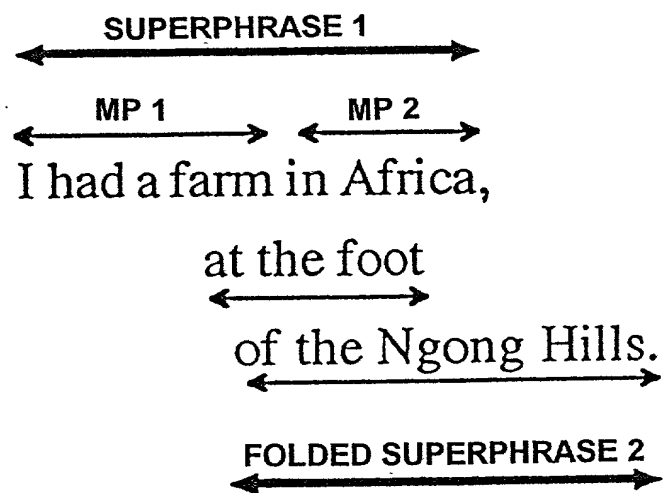 SUPERPHRASE 1
MP 1 MP 2
I had a farm in Africa,
at the foot
of the Ngong Hills.
FOLDED SUPERPHRASE 2